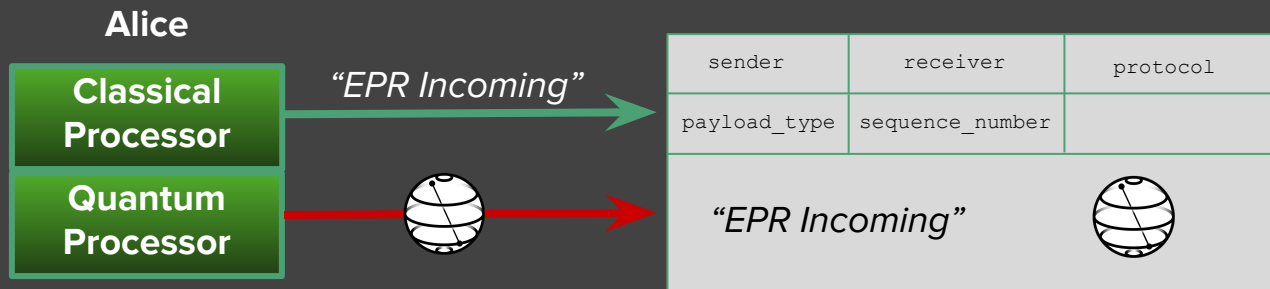 Alice
Classical
Processor
“EPR Incoming”
Quantum
Processor
sender receiver protocol
payload_type sequence_number
“EPR Incoming”